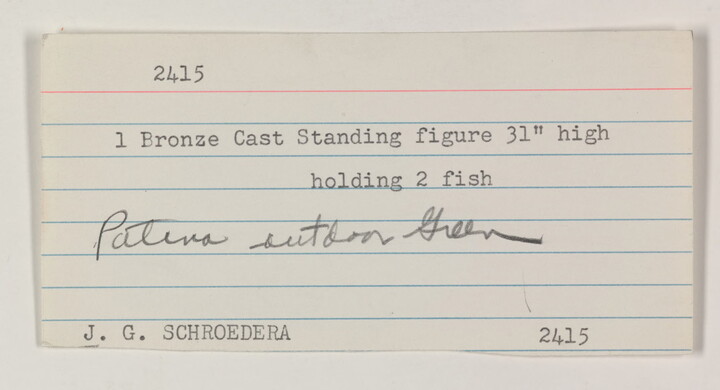 2415
1 Bronze Cast Standing figure 31" high
holding 2 fish
Patina outdoor Green
J. G. SCHROEDERA 2415